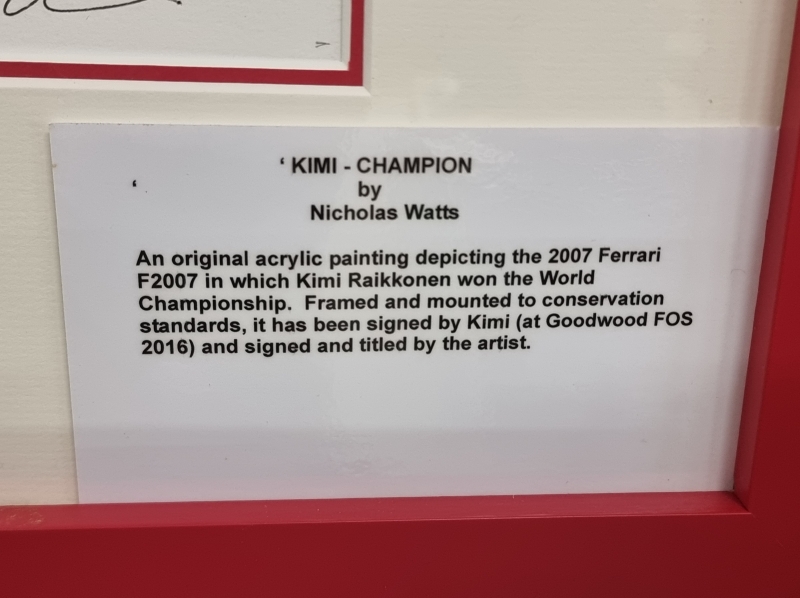 ‘ KIMI - CHAMPION
‘
by
Nicholas Watts
An original acrylic painting depicting the 2007 Ferrari
F2007 in which Kimi Raikkonen won the World
Championship. Framed and mounted to conservation
standards, it has been signed by Kimi (at Goodwood FOS
2016) and signed and titled by the artist.